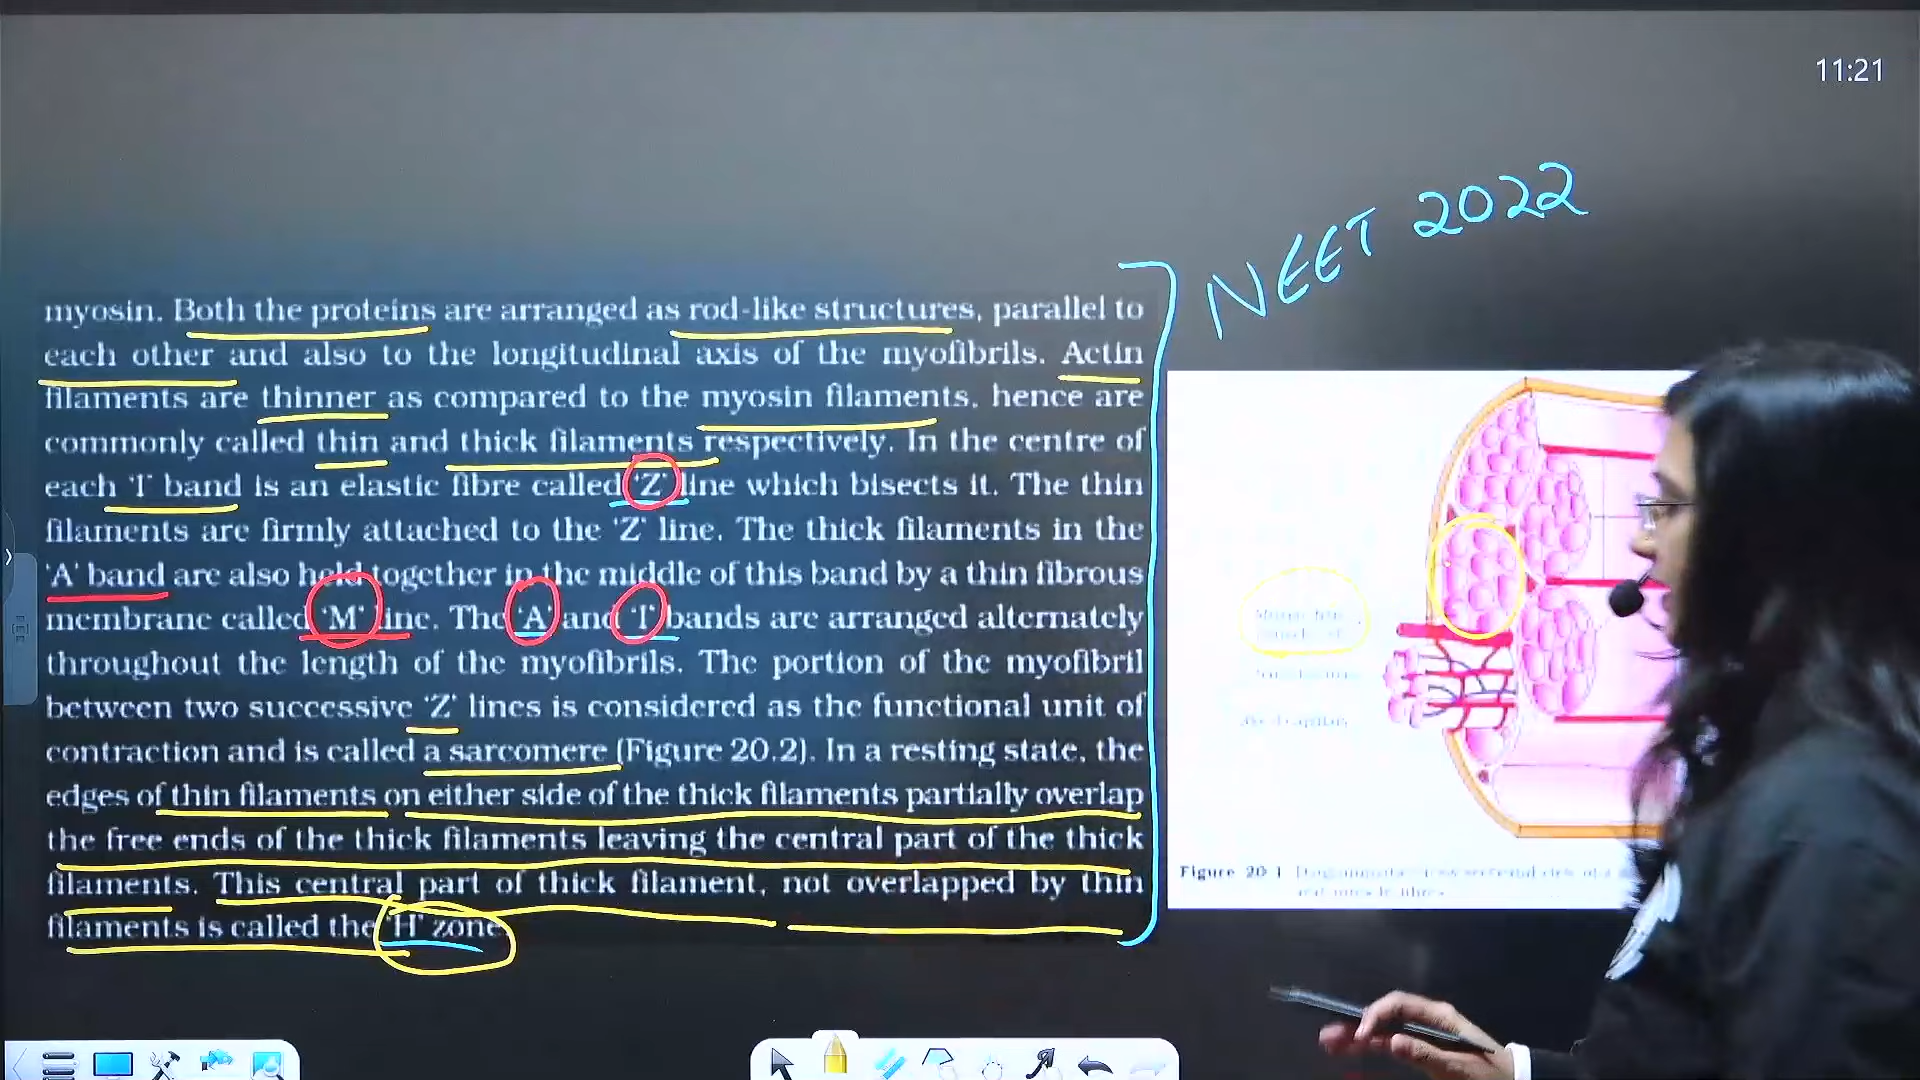 11:21
NEET 2022
myosin. Both the proteins are arranged as rod-like structures, parallel to
each other and also to the longitudinal axis of the myofibrils. Actin
filaments are thinner as compared to the myosin filaments, hence are
commonly called thin and thick filaments respectively. In the centre of
each ‘I’ band is an elastic fibre called ‘Z’ line which bisects it. The thin
filaments are firmly attached to the ‘Z’ line. The thick filaments in the
‘A’ band are also held together in the middle of this band by a thin fibrous
membrane called ‘M’ line. The ‘A’ and ‘I’ bands are arranged alternately
throughout the length of the myofibrils. The portion of the myofibril
between two successive ‘Z’ lines is considered as the functional unit of
contraction and is called a sarcomere (Figure 20.2). In a resting state, the
edges of thin filaments on either side of the thick filaments partially overlap
the free ends of the thick filaments leaving the central part of the thick
filaments. This central part of thick filament, not overlapped by thin
filaments is called the ‘H’ zone
Figure 20.1